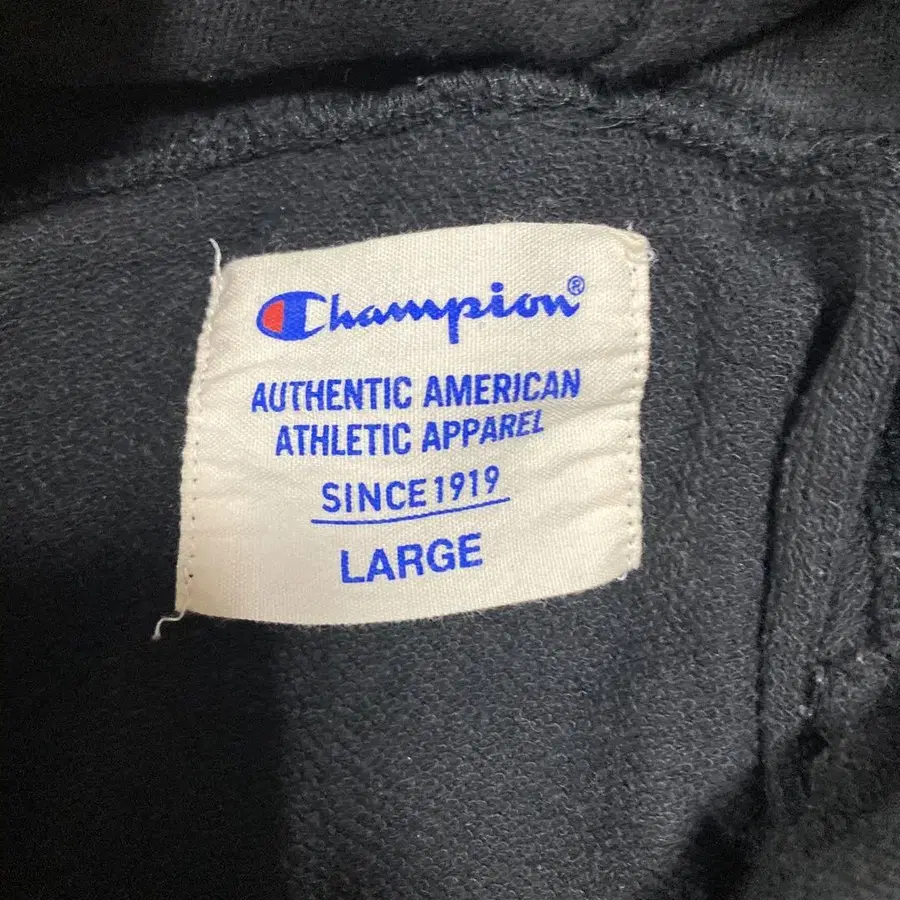 Champion®
AUTHENTIC AMERICAN
ATHLETIC APPAREL
SINCE 1919
LARGE